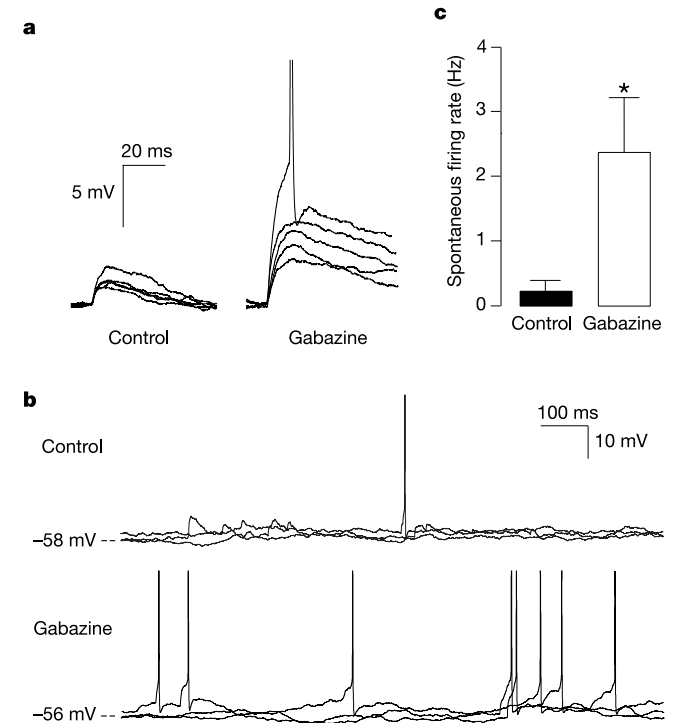 a
20 ms
5 mV
Control
Gabazine
c
Spontaneous firing rate (Hz)
4
3
2
1
0
*
Control
Gabazine
b
100 ms
10 mV
Control
–58 mV
Gabazine
–56 mV